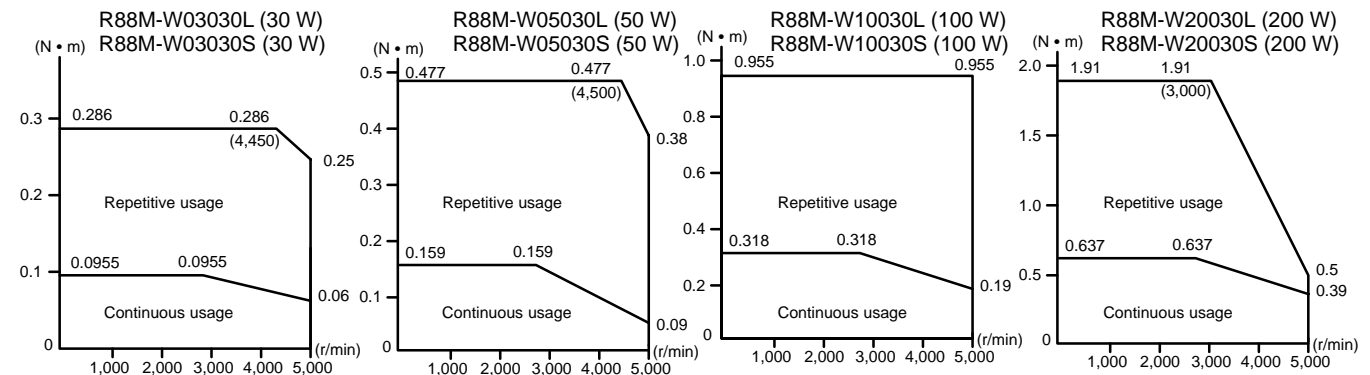 R88M-W03030L (30 W)
R88M-W03030S (30 W)
(N • m)
0.3
0.2
0.1
0
0.286
0.286
(4,450)
0.25
Repetitive usage
0.0955
0.0955
0.06
Continuous usage
(r/min)
1,000 2,000 3,000 4,000 5,000
R88M-W05030L (50 W)
R88M-W05030S (50 W)
(N • m)
0.5
0.4
0.3
0.2
0.1
0
0.477
0.477
(4,500)
0.38
Repetitive usage
0.159
0.159
0.09
Continuous usage
(r/min)
1,000 2,000 3,000 4,000 5,000
R88M-W10030L (100 W)
R88M-W10030S (100 W)
(N • m)
1.0
0.8
0.6
0.4
0.2
0
0.955
0.955
Repetitive usage
0.318
0.318
0.19
Continuous usage
(r/min)
1,000 2,000 3,000 4,000 5,000
R88M-W20030L (200 W)
R88M-W20030S (200 W)
(N • m)
2.0
1.5
1.0
0.5
0
1.91
1.91
(3,000)
Repetitive usage
0.637
0.637
0.5
0.39
Continuous usage
(r/min)
1,000 2,000 3,000 4,000 5,000